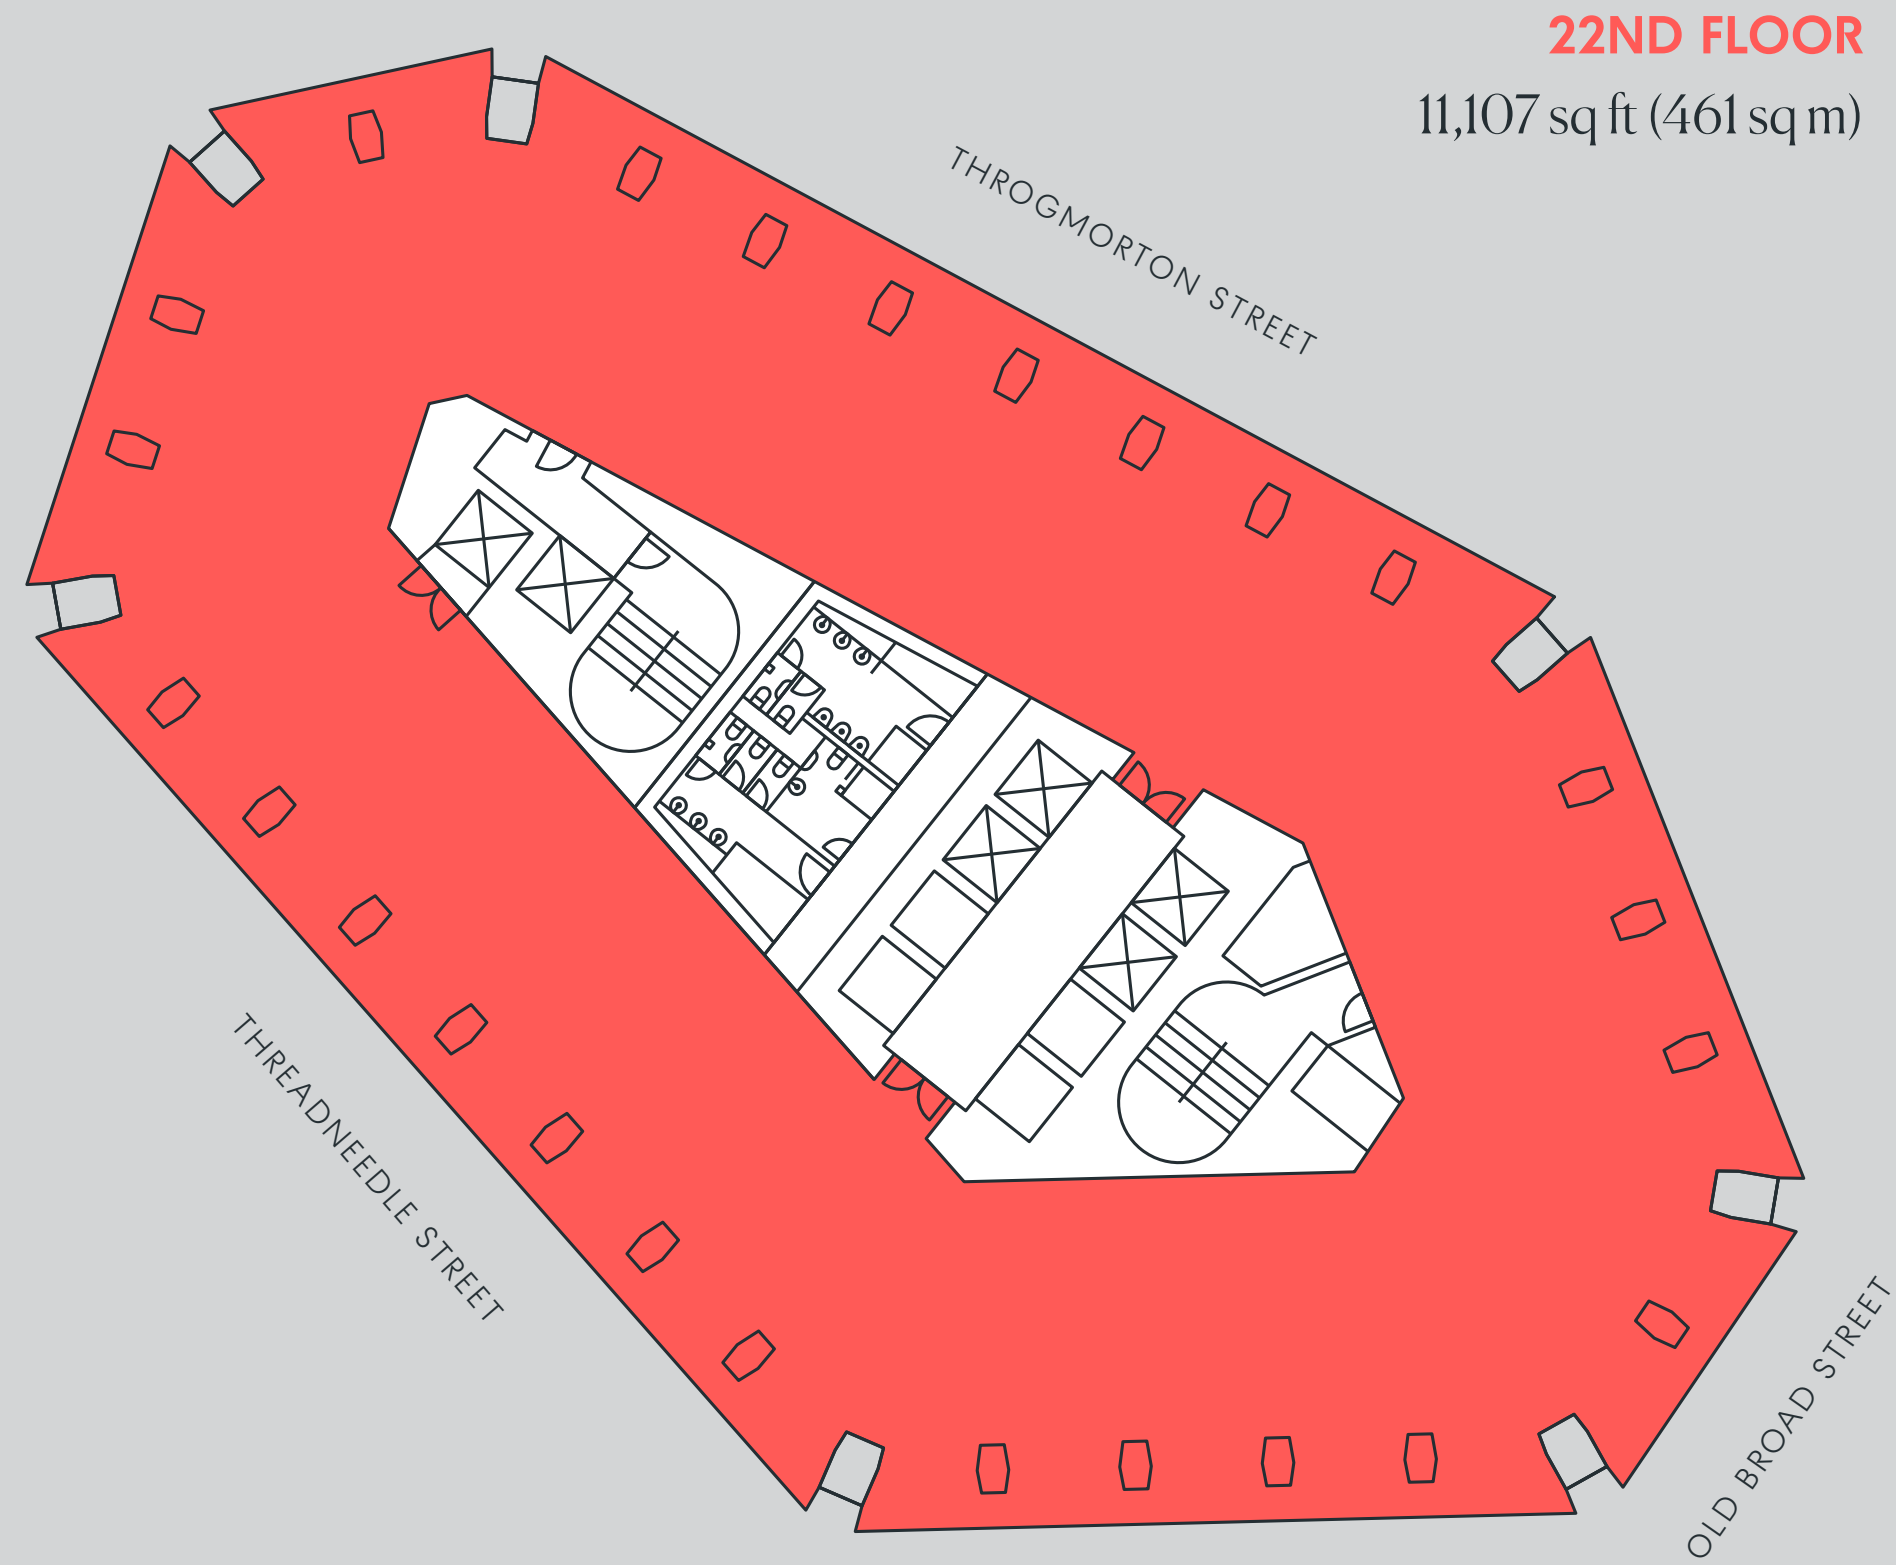 22ND FLOOR
11,107 sq ft (461 sq m)
THROGMORTON STREET
THREADNEEDLE STREET
OLD BROAD STREET